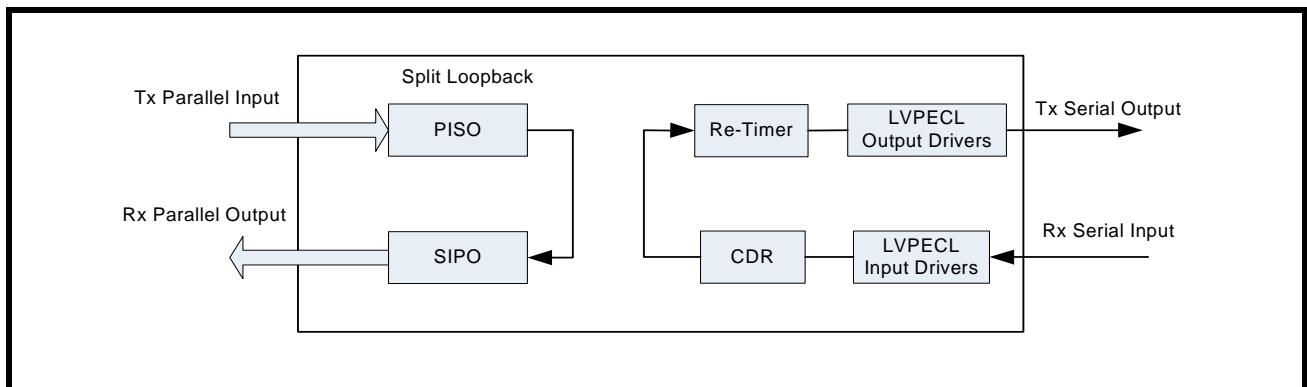 Split Loopback
Tx Parallel Input
PISO
Re-Timer
LVPECL
Output Drivers
Tx Serial Output
Rx Parallel Output
SIPO
CDR
LVPECL
Input Drivers
Rx Serial Input